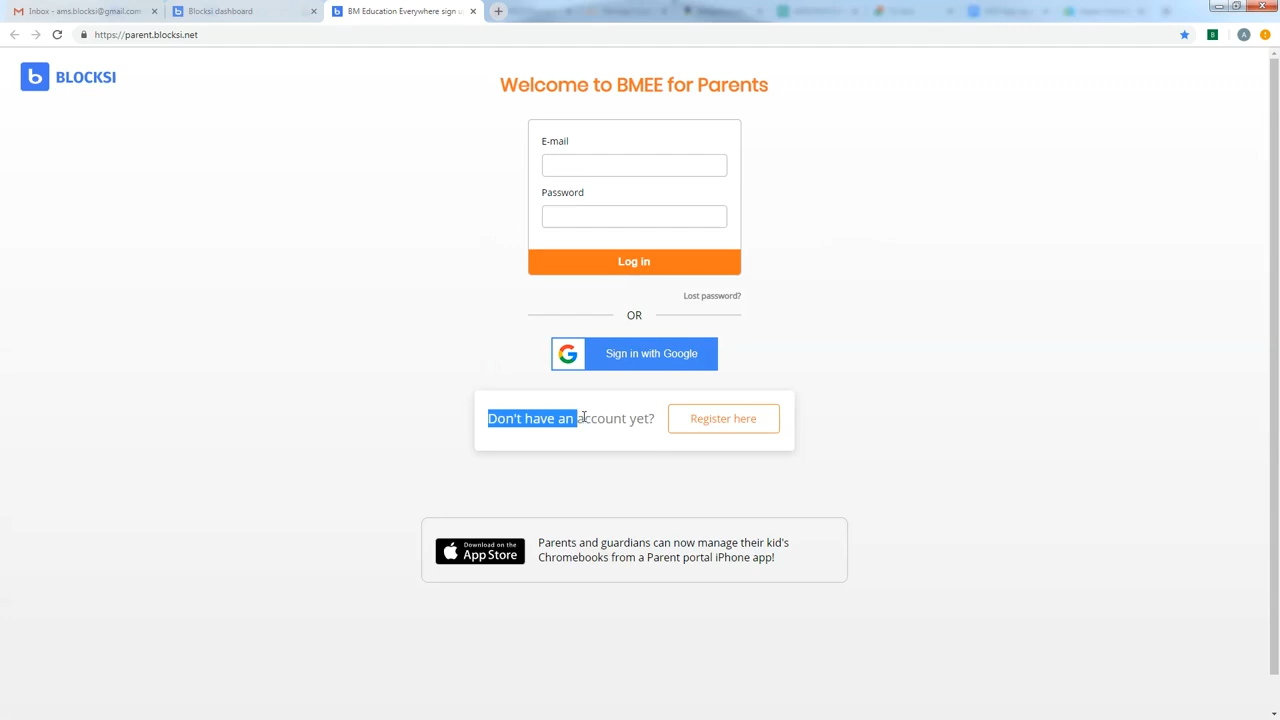 Inbox - ams.blocksi@gmail.com
Blocksi dashboard
BM Education Everywhere sign u
https://parent.blocksi.net
BLOCKSI
Welcome to BMEE for Parents
E-mail
Password
Log in
Lost password?
OR
Sign in with Google
Don't have an account yet?
Register here
Download on the
App Store
Parents and guardians can now manage their kid's
Chromebooks from a Parent portal iPhone app!